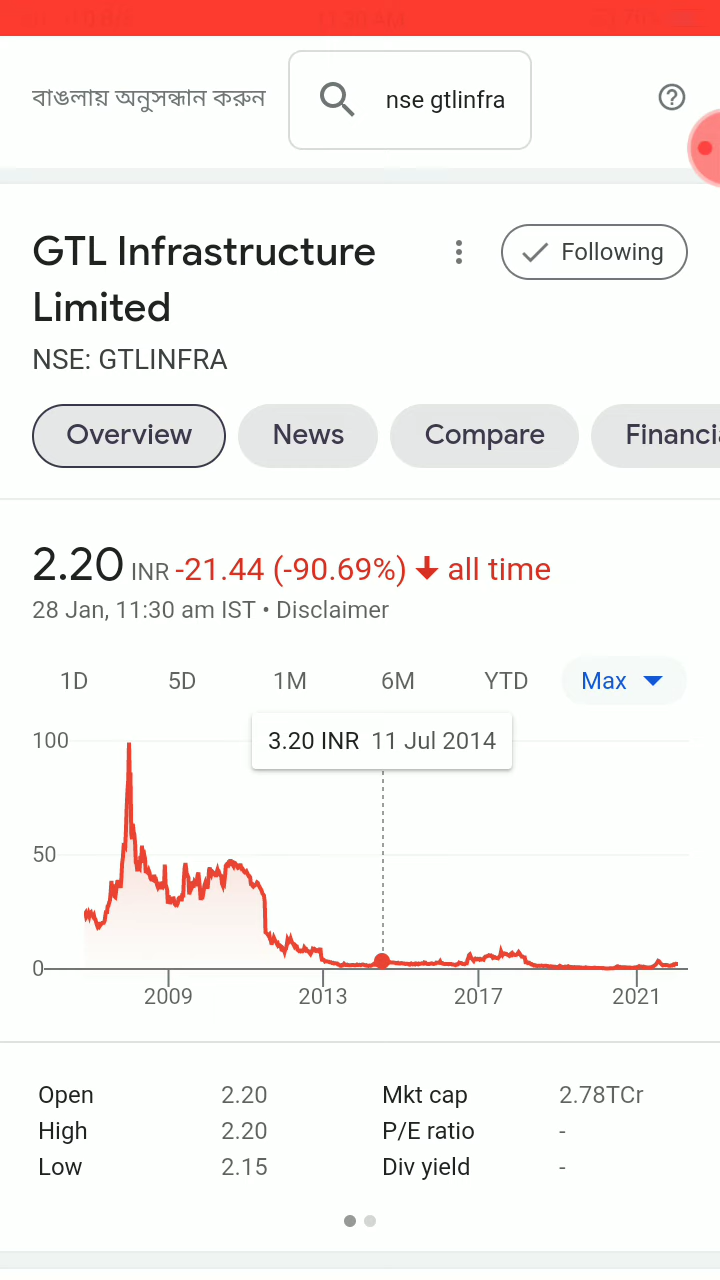 বাঙলায় অনুসন্ধান করুন
nse gtlinfra
GTL Infrastructure
Limited
Following
NSE: GTLINFRA
Overview
News
Compare
Financi
2.20 INR -21.44 (-90.69%) all time
28 Jan, 11:30 am IST • Disclaimer
1D 5D 1M 6M YTD Max
3.20 INR 11 Jul 2014
100
50
0
2009 2013 2017 2021
Open 2.20 Mkt cap 2.78TCr
High 2.20 P/E ratio -
Low 2.15 Div yield -